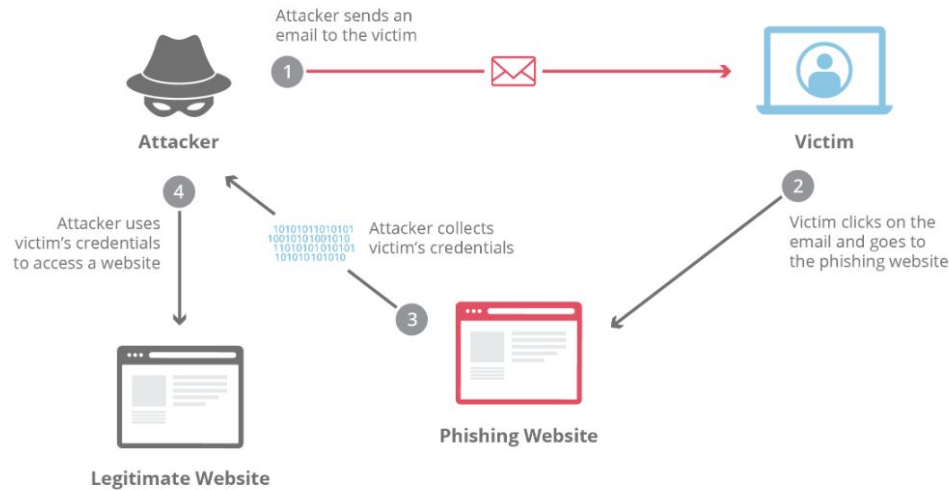 Attacker sends an
email to the victim
1
Attacker
Victim
4
Attacker uses
victim's credentials
to access a website
10101011010101
10010101001010
11010101010101
101010101010
Attacker collects
victim's credentials
2
Victim clicks on the
email and goes to
the phishing website
3
Phishing Website
Legitimate Website